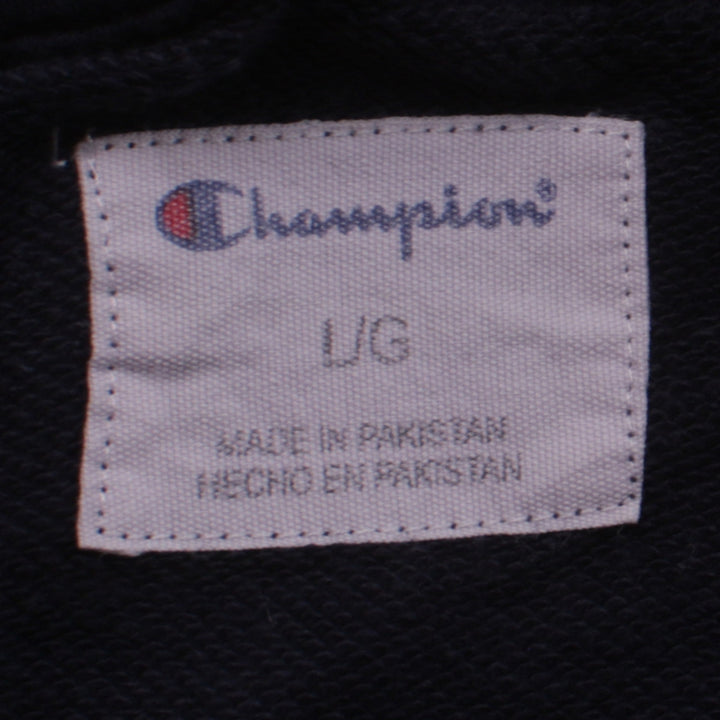 Champion®
L/G
MADE IN PAKISTAN
HECHO EN PAKISTAN